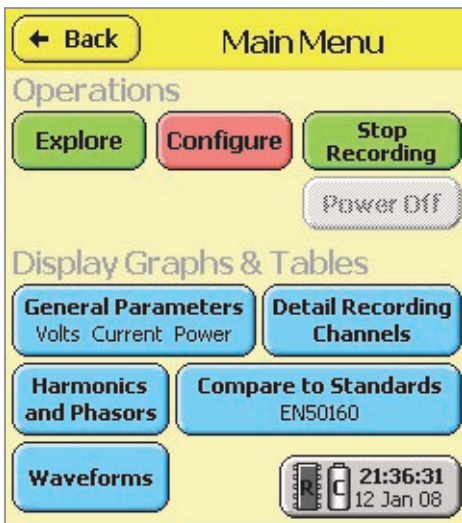 ← Back
Main Menu
Operations
Explore
Configure
Stop
Recording
Power Off
Display Graphs & Tables
General Parameters
Volts Current Power
Detail Recording
Channels
Harmonics
and Phasors
Compare to Standards
EN50160
Waveforms
R
C
21:36:31
12 Jan 08